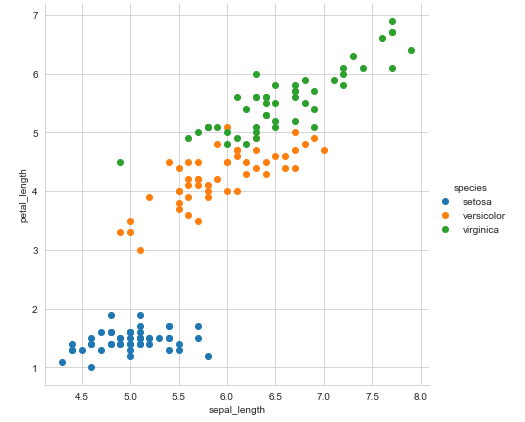 7
6
5
4
3
2
1
petal_length
4.5 5.0 5.5 6.0 6.5 7.0 7.5 8.0
sepal_length
species
setosa
versicolor
virginica